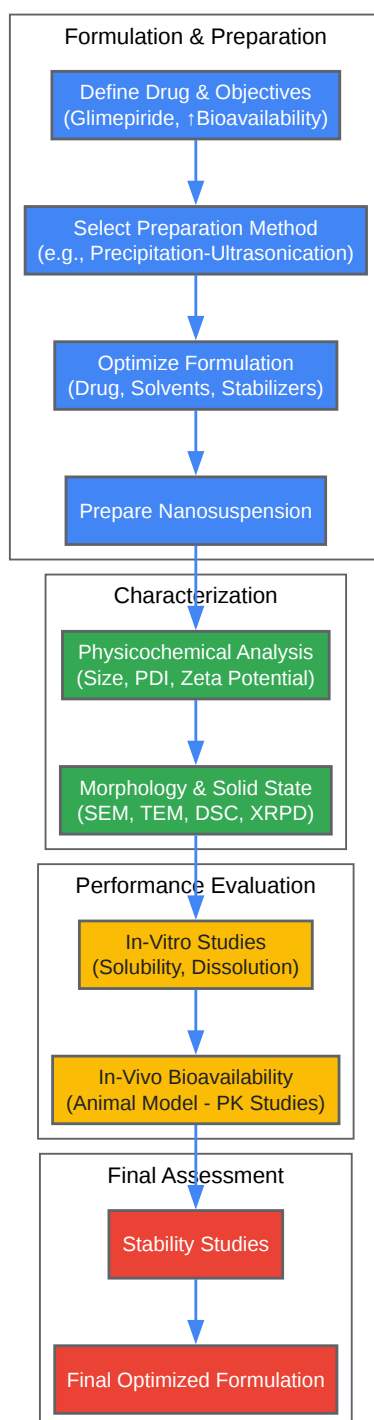 Formulation & Preparation
Define Drug & Objectives
(Glimepiride, ↑Bioavailability)
Select Preparation Method
(e.g., Precipitation-Ultrasonication)
Optimize Formulation
(Drug, Solvents, Stabilizers)
Prepare Nanosuspension
Characterization
Physicochemical Analysis
(Size, PDI, Zeta Potential)
Morphology & Solid State
(SEM, TEM, DSC, XRPD)
Performance Evaluation
In-Vitro Studies
(Solubility, Dissolution)
In-Vivo Bioavailability
(Animal Model - PK Studies)
Final Assessment
Stability Studies
Final Optimized Formulation